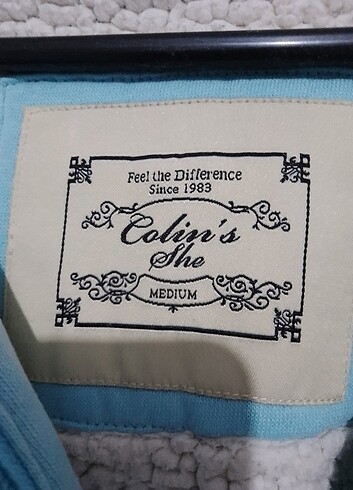 Feel the Difference
Since 1983
Colin's
She
MEDIUM